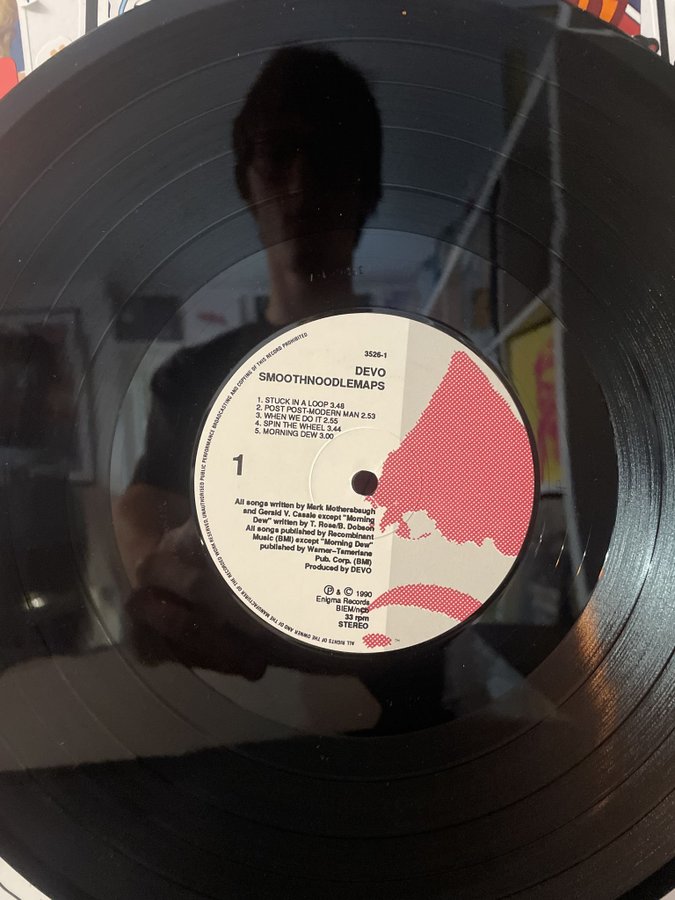 3526-1
DEVO
SMOOTHNOODLEMAPS
1. STUCK IN A LOOP 3.48
2. POST POST-MODERN MAN 2.53
3. WHEN WE DO IT 2.55
4. SPIN THE WHEEL 3.44
5. MORNING DEW 3.00
1
All songs written by Mark Mothersbaugh
and Gerald V. Casale except "Morning
Dew" written by T. Rose/B. Dobson
All songs published by Recombinant
Music (BMI) except "Morning Dew"
published by Warner-Tamerlane
Pub. Corp. (BMI)
Produced by DEVO
℗ & © 1990
Enigma Records
BIEM/ncb
33 rpm
STEREO
ALL RIGHTS OF THE OWNER AND OF THE MANUFACTURER OF THE RECORDED WORK RESERVED. UNAUTHORISED PUBLIC PERFORMANCE BROADCASTING AND COPYING OF THIS RECORD PROHIBITED
TM